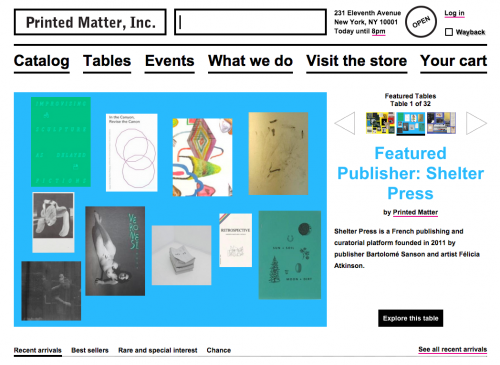 Printed Matter, Inc.
231 Eleventh Avenue
New York, NY 10001
Today until 8pm
OPEN
Log in
Wayback
Catalog
Tables
Events
What we do
Visit the store
Your cart
In the Canyon,
Revise the Canon
RETROSPECTIVE
Featured Tables
Table 1 of 32
Featured
Publisher: Shelter
Press
by Printed Matter
Shelter Press is a French publishing and
curatorial platform founded in 2011 by
publisher Bartolomé Sanson and artist Félicia
Atkinson.
Explore this table
Recent arrivals
Best sellers
Rare and special interest
Chance
See all recent arrivals